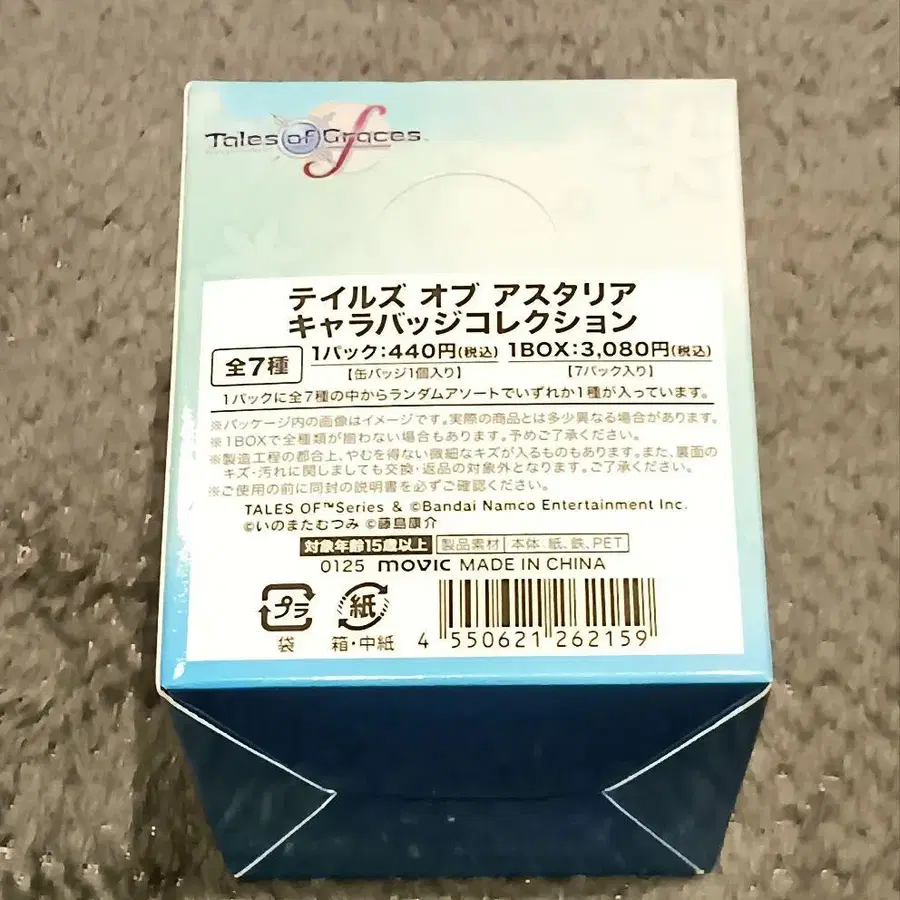 Tales of Graces f
テイルズ オブ アスタリア
キャラバッジコレクション
全7種
1パック:440円(税込) 1BOX:3,080円(税込)
【缶バッジ1個入り】 【7パック入り】
1パックに全7種の中からランダムアソートでいずれか1種が入っています。
※パッケージ内の画像はイメージです。実際の商品とは多少異なる場合があります。
※1BOXで全種類が揃わない場合もあります。予めご了承ください。
※製造工程の都合上、やむを得ない微細なキズが入るものもあります。また、裏面の
キズ・汚れに関しましても交換・返品の対象外となります。ご了承ください。
※ご使用の前に同封の説明書を必ずご確認ください。
TALES OF™Series & ©Bandai Namco Entertainment Inc.
©いのまたむつみ ©藤島康介
対象年齢15歳以上 製品素材 本体:紙、鉄、PET
0125 movic MADE IN CHINA
プラ 紙
袋 箱・中紙
4 550621 262159